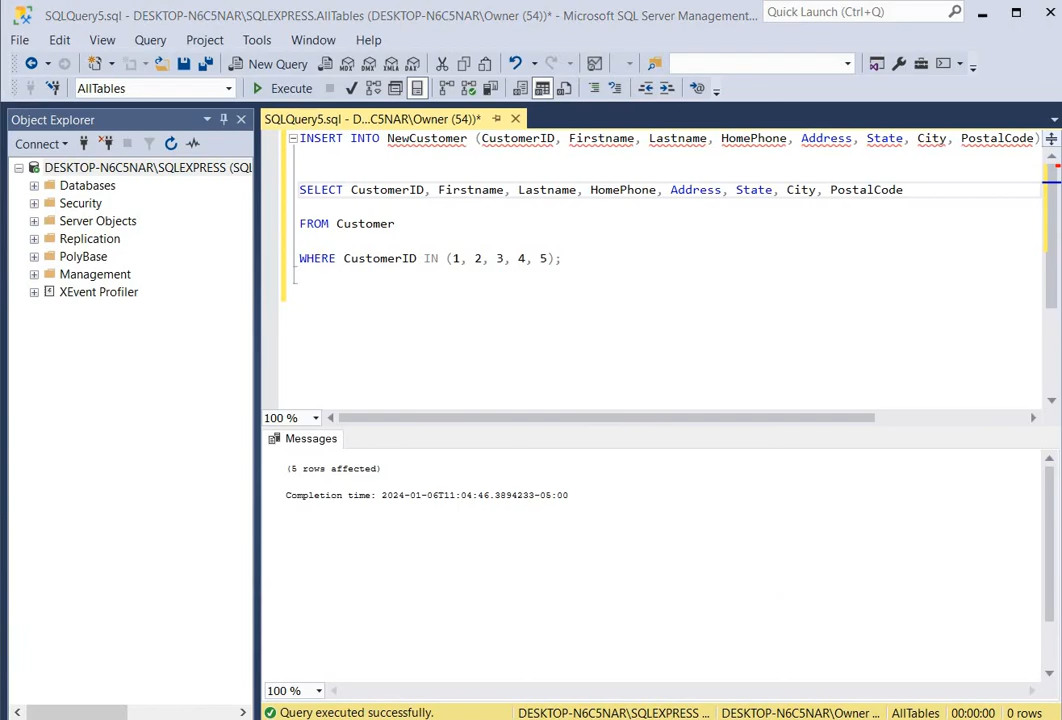 SQLQuery5.sql - DESKTOP-N6C5NAR\SQLEXPRESS.AllTables (DESKTOP-N6C5NAR\Owner (54))* - Microsoft SQL Server Management...
Quick Launch (Ctrl+Q)
File Edit View Query Project Tools Window Help
New Query MDX DMX XMLA DAX
AllTables Execute
Object Explorer
SQLQuery5.sql - D...C5NAR\Owner (54))*
Connect
DESKTOP-N6C5NAR\SQLEXPRESS (SQL
Databases
Security
Server Objects
Replication
PolyBase
Management
XEvent Profiler
INSERT INTO NewCustomer (CustomerID, Firstname, Lastname, HomePhone, Address, State, City, PostalCode)
SELECT CustomerID, Firstname, Lastname, HomePhone, Address, State, City, PostalCode
FROM Customer
WHERE CustomerID IN (1, 2, 3, 4, 5);
100 %
Messages
(5 rows affected)
Completion time: 2024-01-06T11:04:46.3894233-05:00
100 %
Query executed successfully. DESKTOP-N6C5NAR\SQLEXPRESS ... DESKTOP-N6C5NAR\Owner ... AllTables 00:00:00 0 rows